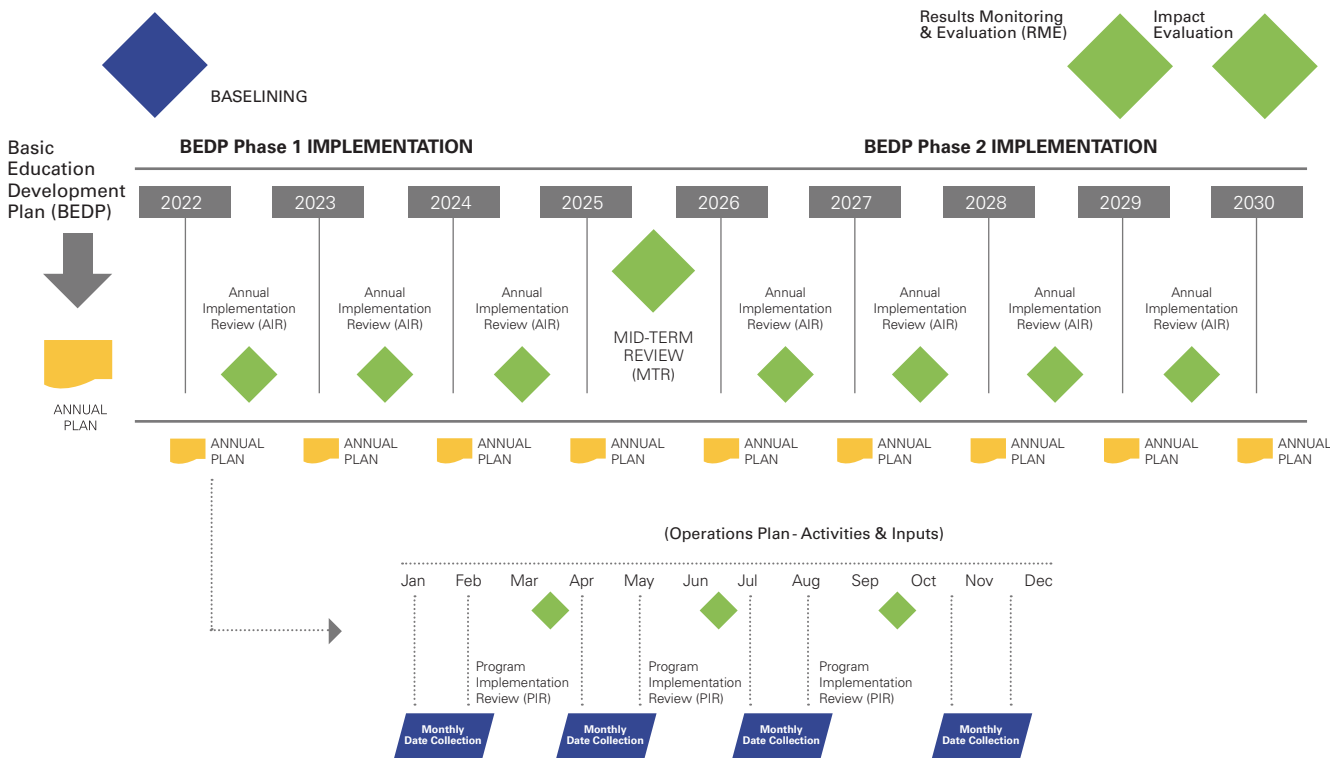 Results Monitoring
& Evaluation (RME)
Impact
Evaluation
BASELINING
Basic
Education
Development
Plan (BEDP)
BEDP Phase 1 IMPLEMENTATION
BEDP Phase 2 IMPLEMENTATION
2022
2023
2024
2025
2026
2027
2028
2029
2030
Annual
Implementation
Review (AIR)
Annual
Implementation
Review (AIR)
Annual
Implementation
Review (AIR)
MID-TERM
REVIEW
(MTR)
Annual
Implementation
Review (AIR)
Annual
Implementation
Review (AIR)
Annual
Implementation
Review (AIR)
Annual
Implementation
Review (AIR)
ANNUAL
PLAN
ANNUAL
PLAN
ANNUAL
PLAN
ANNUAL
PLAN
ANNUAL
PLAN
ANNUAL
PLAN
ANNUAL
PLAN
ANNUAL
PLAN
ANNUAL
PLAN
ANNUAL
PLAN
(Operations Plan - Activities & Inputs)
Jan Feb Mar Apr May Jun Jul Aug Sep Oct Nov Dec
Program
Implementation
Review (PIR)
Program
Implementation
Review (PIR)
Program
Implementation
Review (PIR)
Monthly
Date Collection
Monthly
Date Collection
Monthly
Date Collection
Monthly
Date Collection